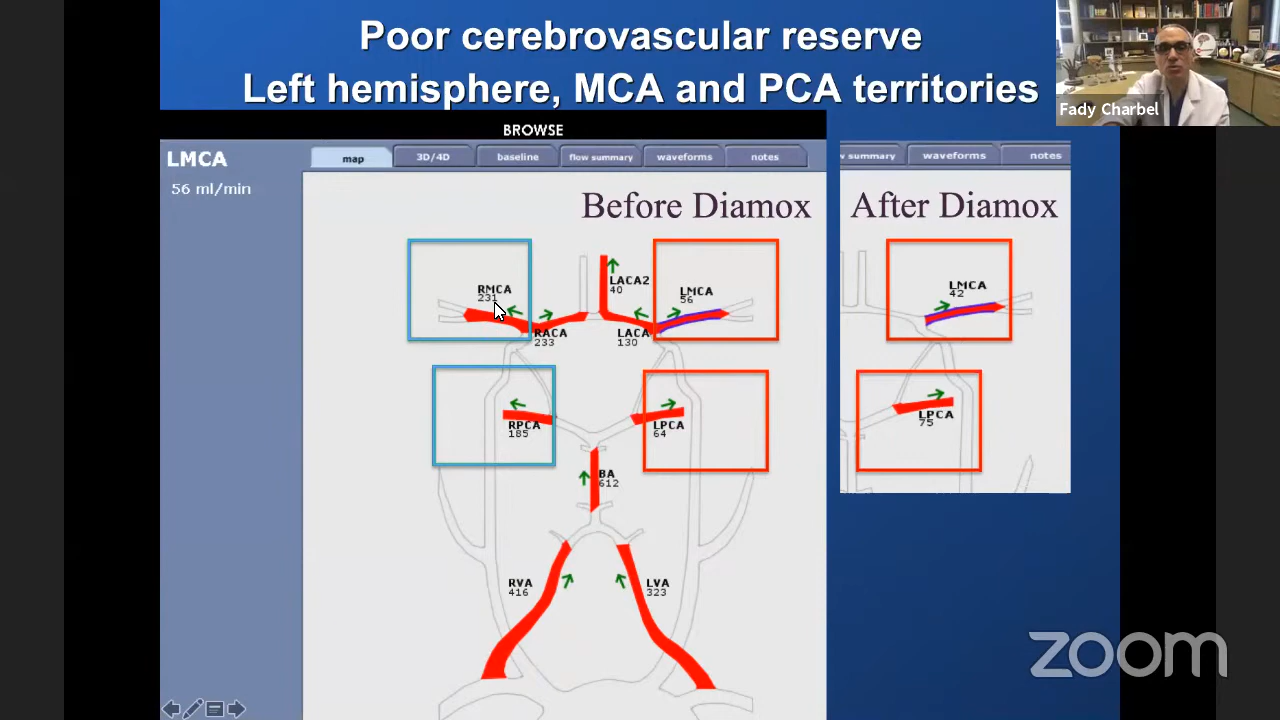 Poor cerebrovascular reserve
Left hemisphere, MCA and PCA territories
Fady Charbel
BROWSE
LMCA
56 ml/min
map
3D/4D
baseline
flow summary
waveforms
notes
w summary
waveforms
notes
Before Diamox
After Diamox
RMCA
231
RACA
233
LACA2
40
LACA
130
LMCA
56
LMCA
42
RPCA
185
LPCA
64
LPCA
75
BA
612
RVA
416
LVA
323
zoom